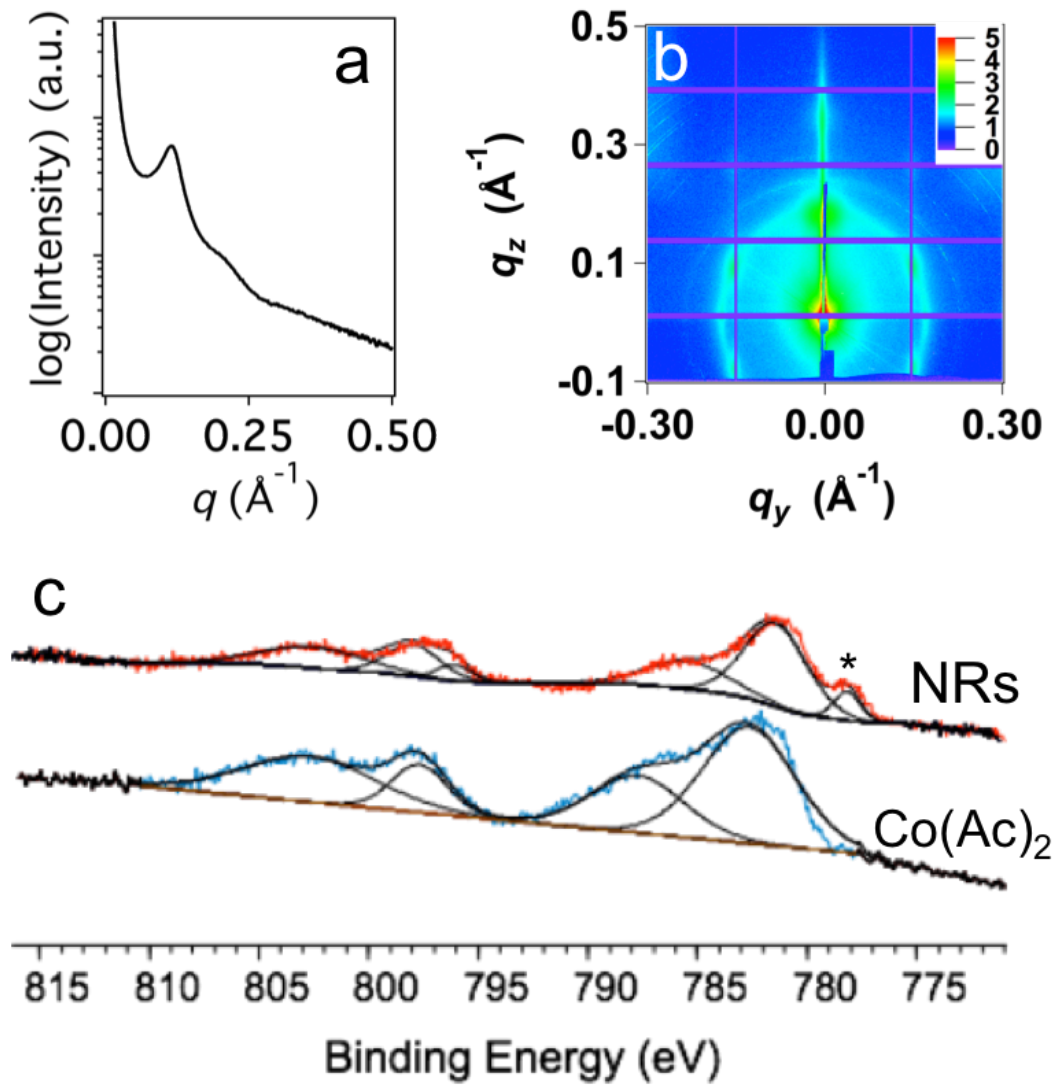 a
log(Intensity) (a.u.)
0.00 0.25 0.50
q (Å⁻¹)
b
0.5
0.3
0.1
-0.1
q_z (Å⁻¹)
5
4
3
2
1
0
-0.30 0.00 0.30
q_y (Å⁻¹)
c
*
NRs
Co(Ac)₂
815 810 805 800 795 790 785 780 775
Binding Energy (eV)